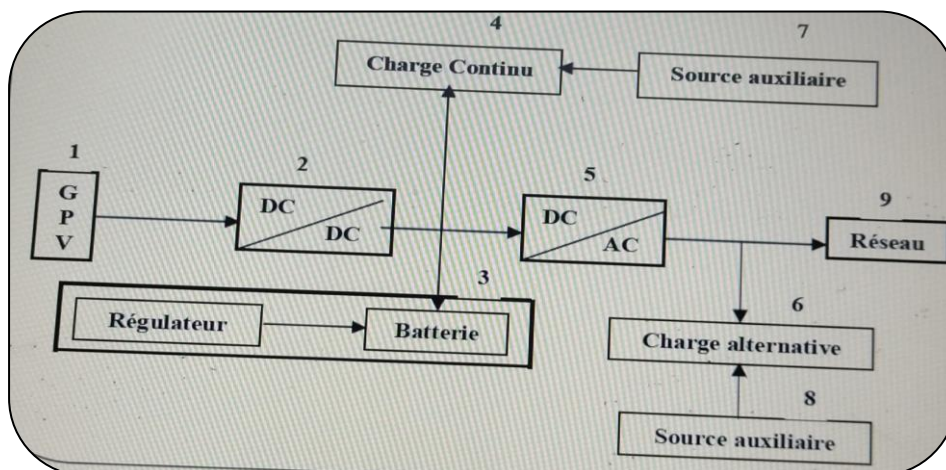 4
Charge Continu
7
Source auxiliaire
1
G
P
V
2
DC
DC
5
DC
AC
9
Réseau
3
Régulateur
Batterie
6
Charge alternative
8
Source auxiliaire